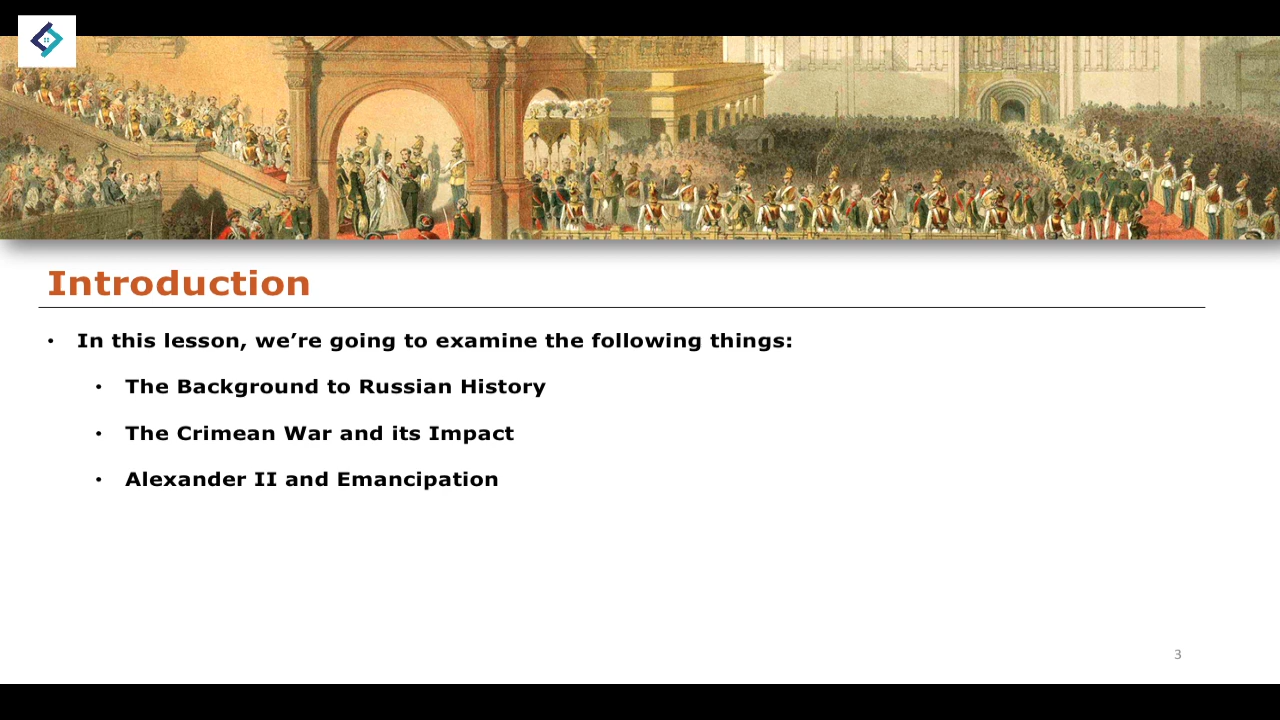 Introduction
• In this lesson, we’re going to examine the following things:
• The Background to Russian History
• The Crimean War and its Impact
• Alexander II and Emancipation
3